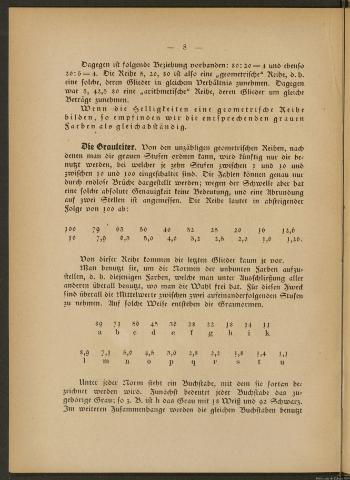 — 8 —
Dagegen ist folgende Beziehung vorhanden: 80:20=4 und ebenso
20:5=4. Die Reihe 5, 20, 80 ist also eine „geometrische“ Reihe, d. h.
eine solche, deren Glieder in gleichem Verhältnis zunehmen. Dagegen
war 5, 42,5 80 eine „arithmetische“ Reihe, deren Glieder um gleiche
Beträge zunehmen.
Wenn die Helligkeiten eine geometrische Reihe
bilden, so empfinden wir die entsprechenden grauen
Farben als gleichabständig.
Die Grauleiter. Von den unzähligen geometrischen Reihen, nach
denen man die grauen Stufen ordnen kann, wird künftig nur die be-
nutzt werden, bei welcher je zehn Stufen zwischen 1 und 10 und
zwischen 10 und 100 eingeschaltet sind. Die Zahlen können genau nur
durch endlose Brüche dargestellt werden; wegen der Schwelle aber hat
eine solche absolute Genauigkeit keine Bedeutung, und eine Abrundung
auf zwei Stellen ist angemessen. Die Reihe lautet in absteigender
Folge von 100 ab:
100 79 63 50 40 32 25 20 16 12,6
10 7,9 6,3 5,0 4,0 3,2 2,5 2,0 1,6 1,26.
Von dieser Reihe kommen die letzten Glieder kaum je vor.
Man benutzt sie, um die Normen der unbunten Farben aufzu-
stellen, d. h. diejenigen Farben, welche man unter Ausschließung aller
anderen überall benutzt, wo man die Wahl frei hat. Für diesen Zweck
sind überall die Mittelwerte zwischen zwei aufeinanderfolgenden Stufen
zu nehmen. Auf solche Weise entstehen die Graunormen.
89 71 56 45 36 28 22 18 14 11
a b c d e f g h i k
8,9 7,1 5,6 4,5 3,6 2,8 2,2 1,8 1,4 1,1
l m n o p q r s t u
Unter jeder Norm steht ein Buchstabe, mit dem sie fortan be-
zeichnet werden wird. Zunächst bedeutet jeder Buchstabe das zu-
gehörige Grau; so z. B. ist h das Grau mit 18 Weiß und 92 Schwarz.
Im weiteren Zusammenhange werden die gleichen Buchstaben benutzt